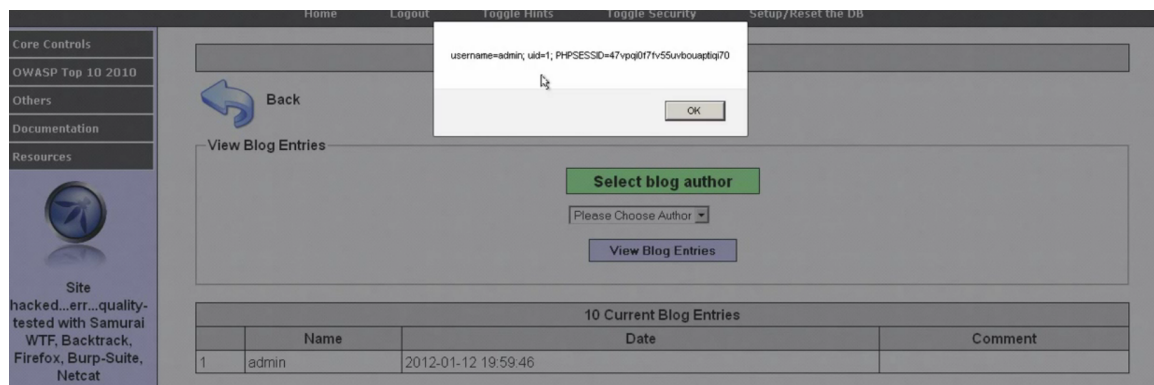 Home Logout Toggle Hints Toggle Security Setup/Reset the DB
Core Controls
OWASP Top 10 2010
Others
Documentation
Resources
username=admin; uid=1; PHPSESSID=47vpqi0f7fv55uvbouaptiqi70
OK
Back
View Blog Entries
Select blog author
Please Choose Author
View Blog Entries
Site
hacked...err...quality-
tested with Samurai
WTF, Backtrack,
Firefox, Burp-Suite,
Netcat
10 Current Blog Entries
Name Date Comment
1 admin 2012-01-12 19:59:46